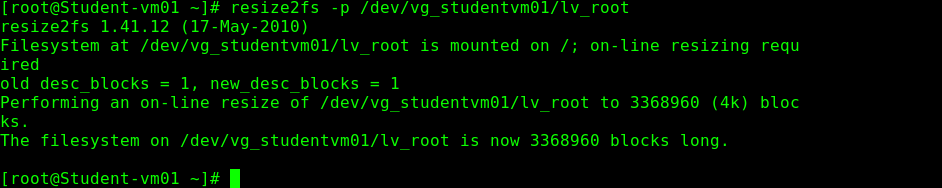 [root@Student-vm01 ~]# resize2fs -p /dev/vg_studentvm01/lv_root
resize2fs 1.41.12 (17-May-2010)
Filesystem at /dev/vg_studentvm01/lv_root is mounted on /; on-line resizing requ
ired
old desc_blocks = 1, new_desc_blocks = 1
Performing an on-line resize of /dev/vg_studentvm01/lv_root to 3368960 (4k) bloc
ks.
The filesystem on /dev/vg_studentvm01/lv_root is now 3368960 blocks long.
[root@Student-vm01 ~]#